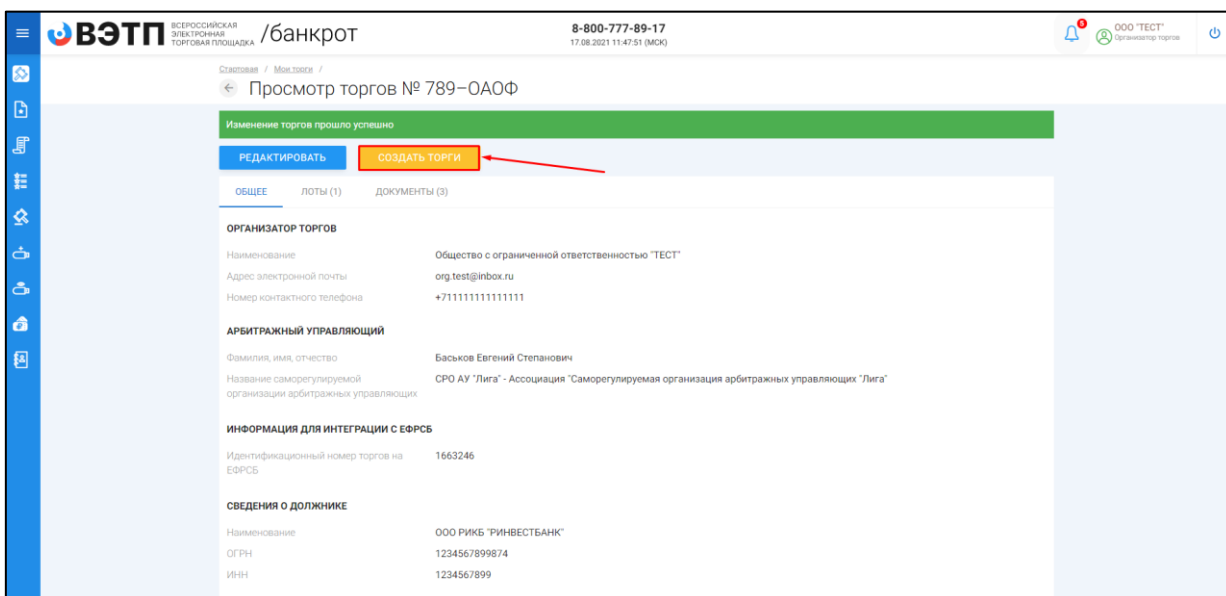 ВЭТП
ВСЕРОССИЙСКАЯ
ЭЛЕКТРОННАЯ
ТОРГОВАЯ ПЛОЩАДКА
/банкрот
8-800-777-89-17
17.08.2021 11:47:51 (МСК)
5
ООО "ТЕСТ"
Организатор торгов
Стартовая / Мои торги /
Просмотр торгов № 789-ОАОФ
Изменение торгов прошло успешно
РЕДАКТИРОВАТЬ СОЗДАТЬ ТОРГИ
ОБЩЕЕ ЛОТЫ (1) ДОКУМЕНТЫ (3)
ОРГАНИЗАТОР ТОРГОВ
Наименование Общество с ограниченной ответственностью "ТЕСТ"
Адрес электронной почты org.test@inbox.ru
Номер контактного телефона +711111111111111
АРБИТРАЖНЫЙ УПРАВЛЯЮЩИЙ
Фамилия, имя, отчество Баськов Евгений Степанович
Название саморегулируемой СРО АУ "Лига" - Ассоциация "Саморегулируемая организация арбитражных управляющих "Лига"
организации арбитражных управляющих
ИНФОРМАЦИЯ ДЛЯ ИНТЕГРАЦИИ С ЕФРСБ
Идентификационный номер торгов на 1663246
ЕФРСБ
СВЕДЕНИЯ О ДОЛЖНИКЕ
Наименование ООО РИКБ "РИНВЕСТБАНК"
ОГРН 1234567899874
ИНН 1234567899